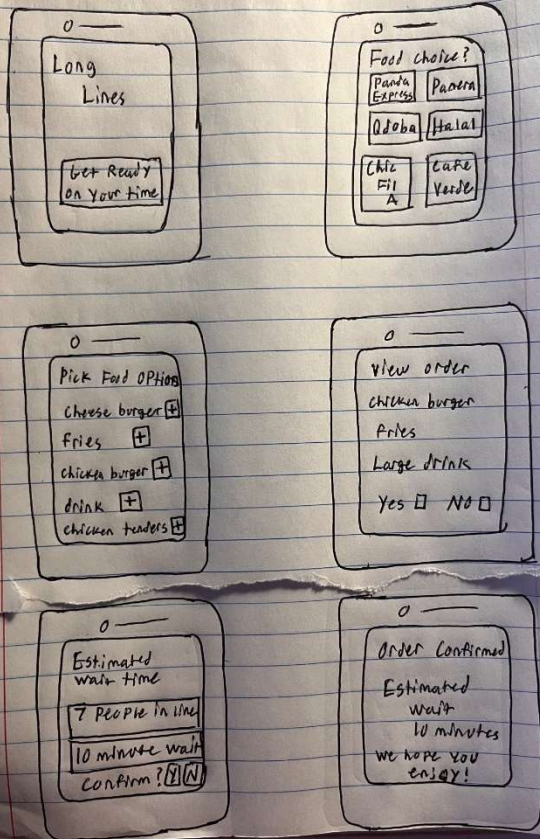 Long
Lines
Get Ready
on Your time
Food Choice?
Panda
Express
Panera
Qdoba
Halal
Chic
Fil
A
Cafe
Verde
Pick Food Option
cheese burger +
fries +
chicken burger +
drink +
chicken tenders +
View order
chicken burger
fries
Large drink
Yes No
Estimated
wait time
7 People in line
10 minute wait
Confirm? Y N
Order Confirmed
Estimated
wait
10 minutes
we hope you
enjoy!